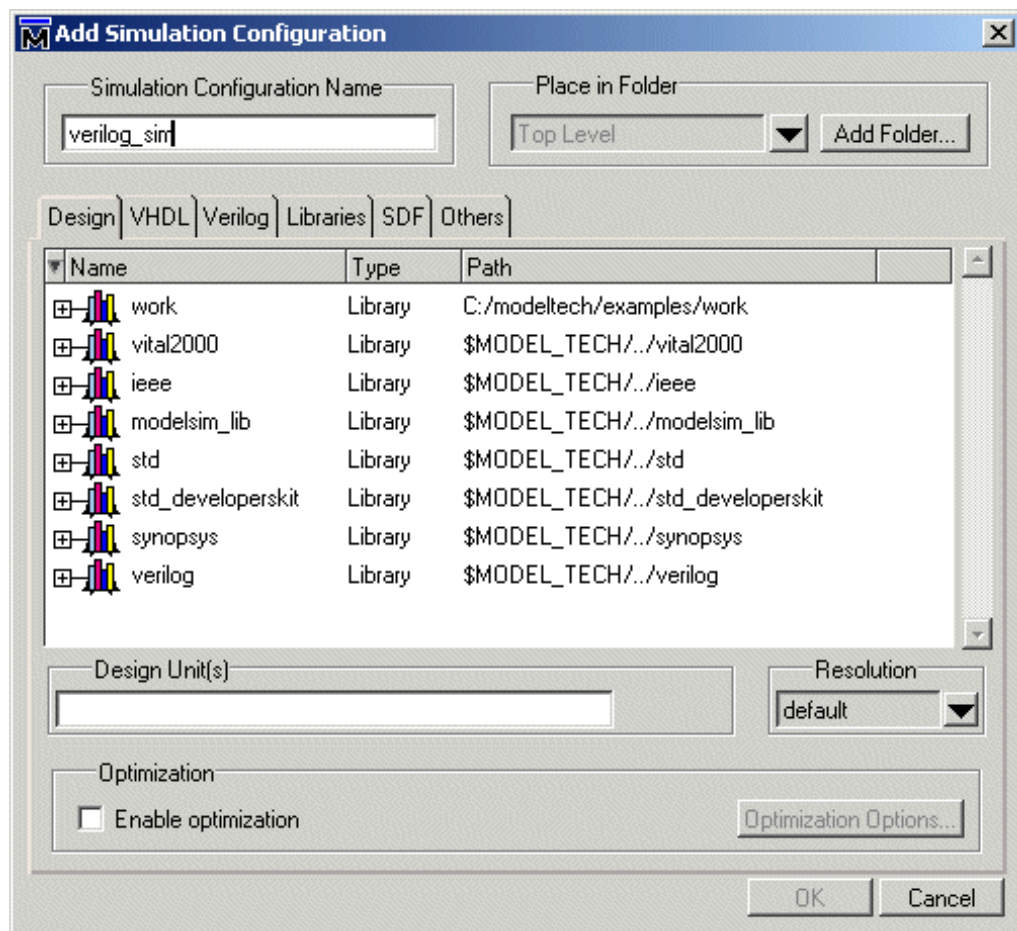 Add Simulation Configuration
Simulation Configuration Name
Place in Folder
verilog_sim
Top Level
Add Folder...
Design VHDL Verilog Libraries SDF Others
Name Type Path
work Library C:/modeltech/examples/work
vital2000 Library $MODEL_TECH/../vital2000
ieee Library $MODEL_TECH/../ieee
modelsim_lib Library $MODEL_TECH/../modelsim_lib
std Library $MODEL_TECH/../std
std_developerskit Library $MODEL_TECH/../std_developerskit
synopsys Library $MODEL_TECH/../synopsys
verilog Library $MODEL_TECH/../verilog
Design Unit(s)
Resolution
default
Optimization
Enable optimization
Optimization Options...
OK Cancel